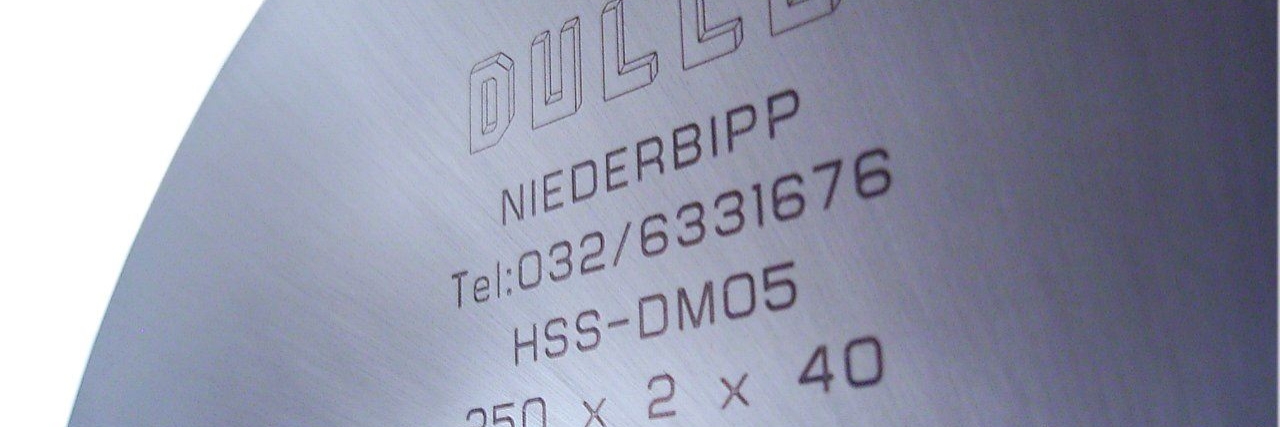 NIEDERBIPP
Tel:032/6331676
HSS-DM05
250 x 2 x 40